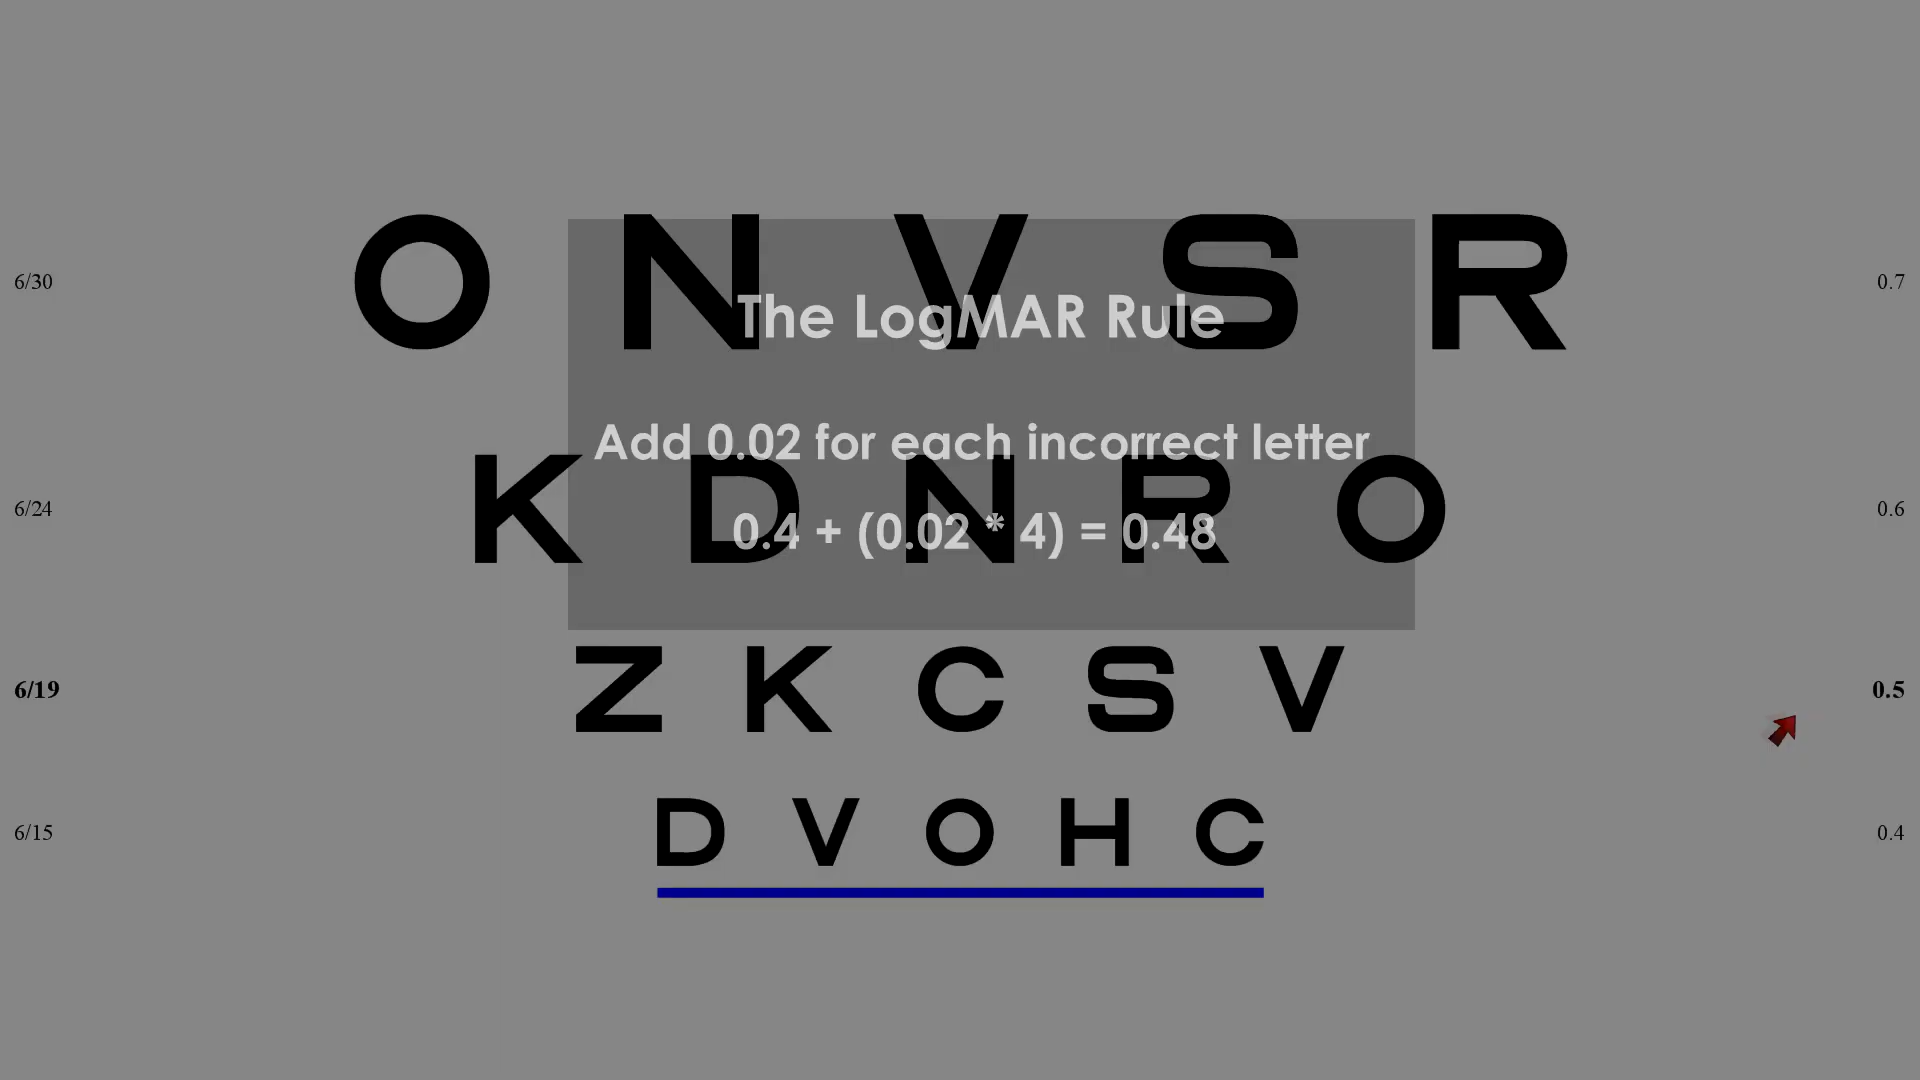 6/30 O N V S R 0.7
The LogMAR Rule
Add 0.02 for each incorrect letter
6/24 K D N R O 0.6
0.4 + (0.02 * 4) = 0.48
6/19 Z K C S V 0.5
6/15 D V O H C 0.4